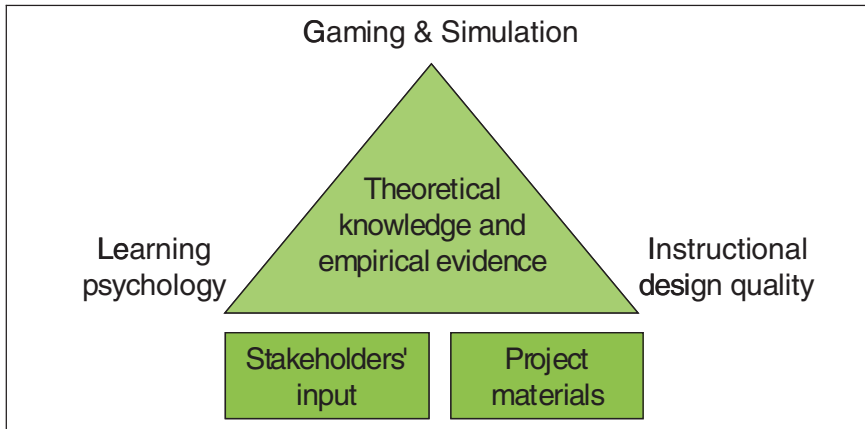 Gaming & Simulation
Theoretical
knowledge and
empirical evidence
Learning
psychology
Instructional
design quality
Stakeholders'
input
Project
materials